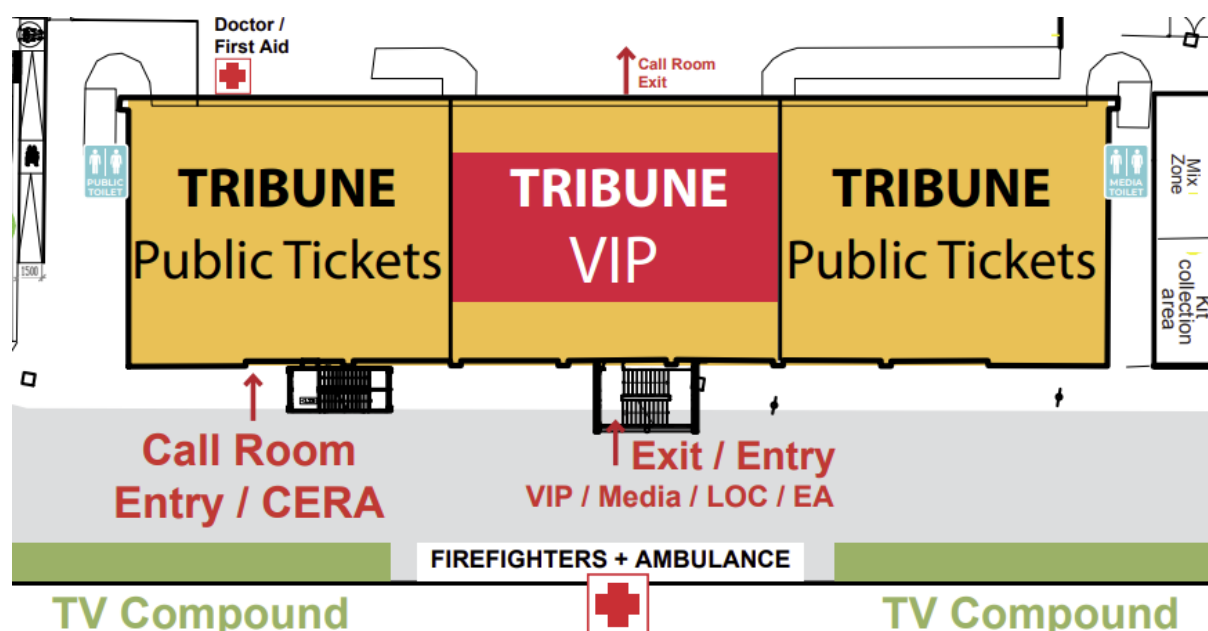 Doctor /
First Aid
Call Room
Exit
PUBLIC
TOILET
TRIBUNE
Public Tickets
TRIBUNE
VIP
TRIBUNE
Public Tickets
MEDIA
TOILET
Mix
Zone
Kit
collection
area
1500
Call Room
Entry / CERA
Exit / Entry
VIP / Media / LOC / EA
FIREFIGHTERS + AMBULANCE
TV Compound
TV Compound